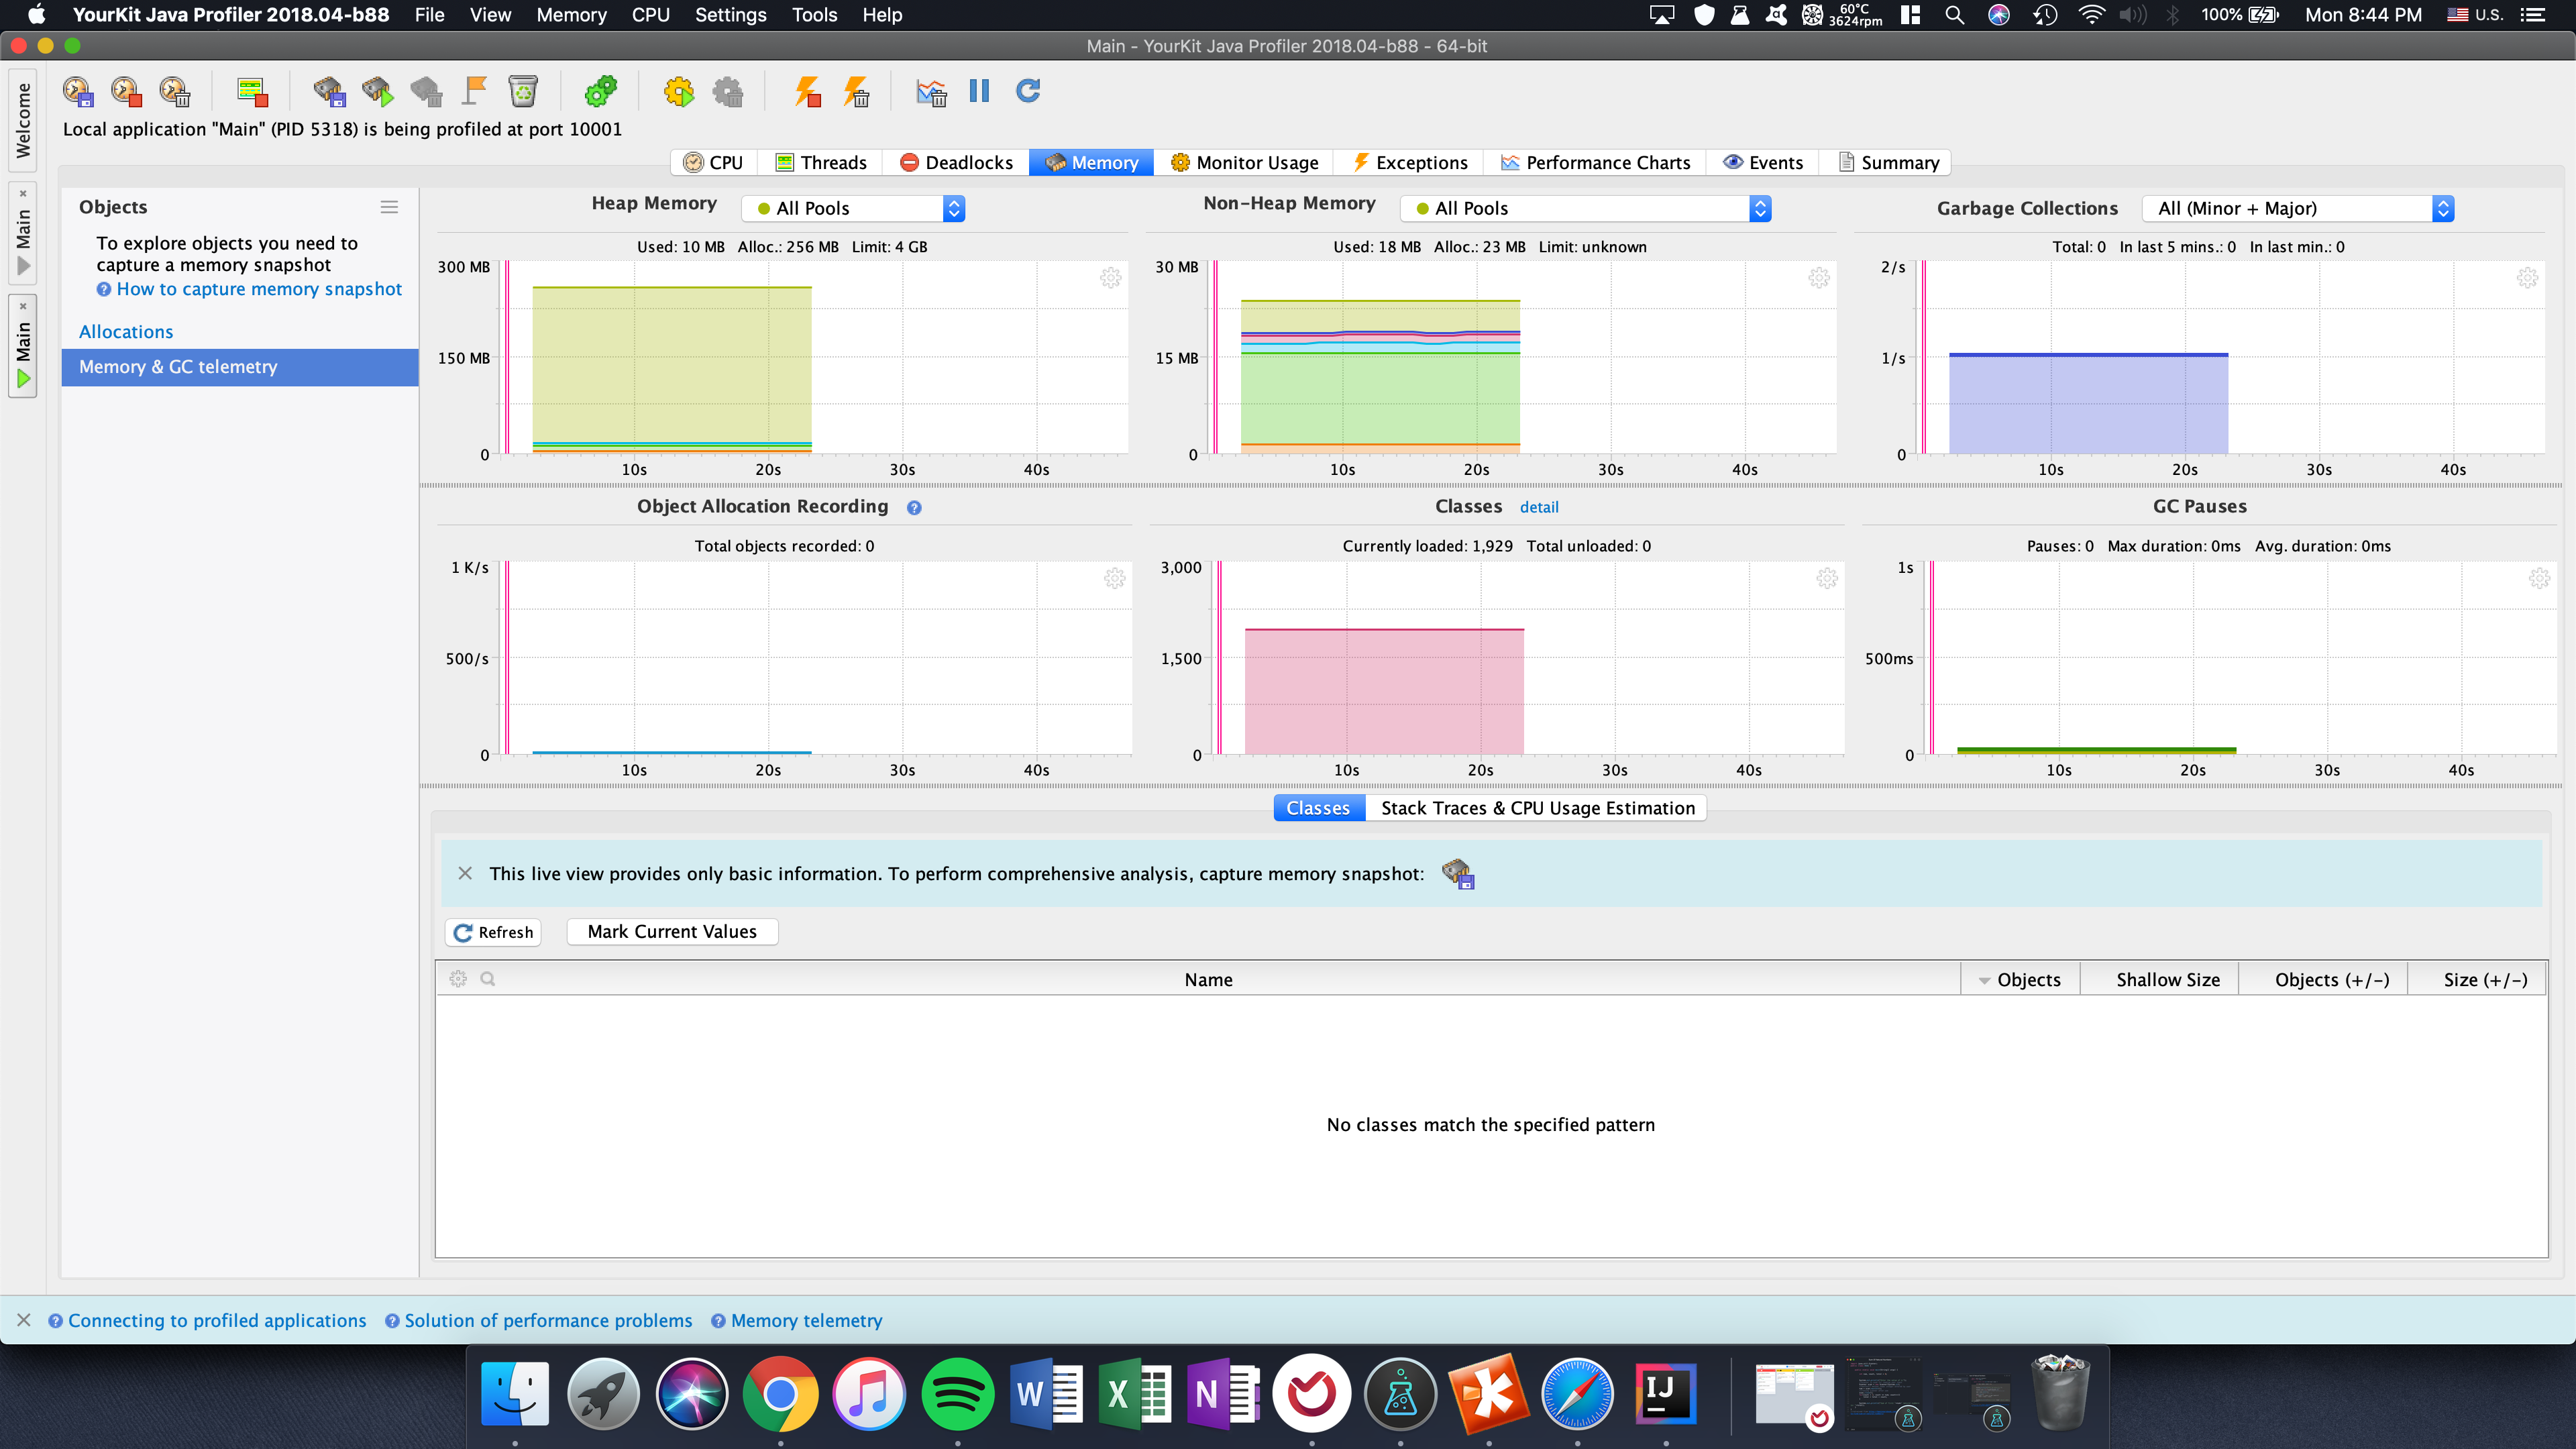 YourKit Java Profiler 2018.04-b88 File View Memory CPU Settings Tools Help 60°C 3624rpm 100% Mon 8:44 PM U.S.
Main - YourKit Java Profiler 2018.04-b88 - 64-bit
Welcome
Main
Main
Local application "Main" (PID 5318) is being profiled at port 10001
CPU Threads Deadlocks Memory Monitor Usage Exceptions Performance Charts Events Summary
Objects
To explore objects you need to
capture a memory snapshot
? How to capture memory snapshot
Allocations
Memory & GC telemetry
Heap Memory All Pools
Used: 10 MB Alloc.: 256 MB Limit: 4 GB
300 MB
150 MB
0
10s 20s 30s 40s
Non-Heap Memory All Pools
Used: 18 MB Alloc.: 23 MB Limit: unknown
30 MB
15 MB
0
10s 20s 30s 40s
Garbage Collections All (Minor + Major)
Total: 0 In last 5 mins.: 0 In last min.: 0
2/s
1/s
0
10s 20s 30s 40s
Object Allocation Recording ?
Total objects recorded: 0
1 K/s
500/s
0
10s 20s 30s 40s
Classes detail
Currently loaded: 1,929 Total unloaded: 0
3,000
1,500
0
10s 20s 30s 40s
GC Pauses
Pauses: 0 Max duration: 0ms Avg. duration: 0ms
1s
500ms
0
10s 20s 30s 40s
Classes Stack Traces & CPU Usage Estimation
This live view provides only basic information. To perform comprehensive analysis, capture memory snapshot:
Refresh Mark Current Values
Name Objects Shallow Size Objects (+/-) Size (+/-)
No classes match the specified pattern
? Connecting to profiled applications ? Solution of performance problems ? Memory telemetry
W X N IJ